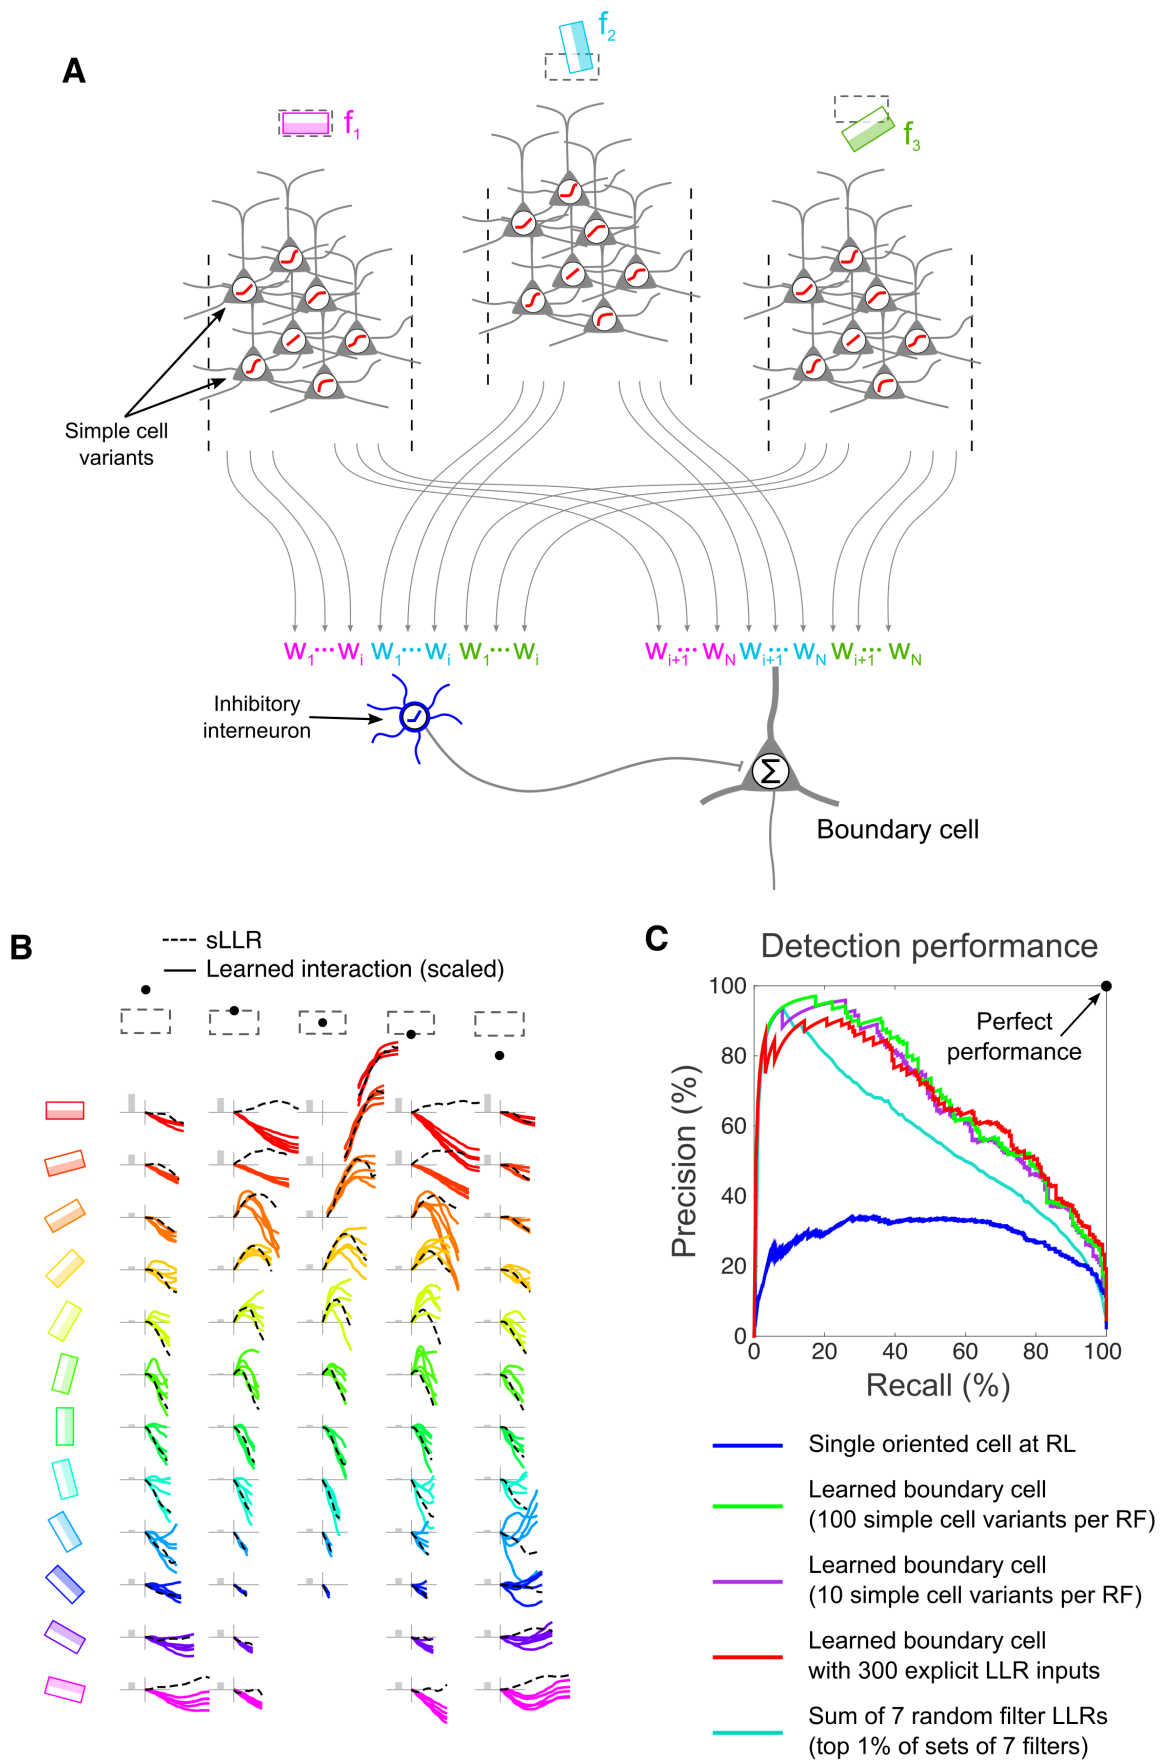 A
f1
f2
f3
Simple cell
variants
W1 ··· Wi W1 ··· Wi W1 ··· Wi
Wi+1 ··· WN Wi+1 ··· WN Wi+1 ··· WN
Inhibitory
interneuron
Σ
Boundary cell
B
sLLR
Learned interaction (scaled)
C
Detection performance
Perfect
performance
Precision (%)
100
80
60
40
20
0
0 20 40 60 80 100
Recall (%)
Single oriented cell at RL
Learned boundary cell
(100 simple cell variants per RF)
Learned boundary cell
(10 simple cell variants per RF)
Learned boundary cell
with 300 explicit LLR inputs
Sum of 7 random filter LLRs
(top 1% of sets of 7 filters)